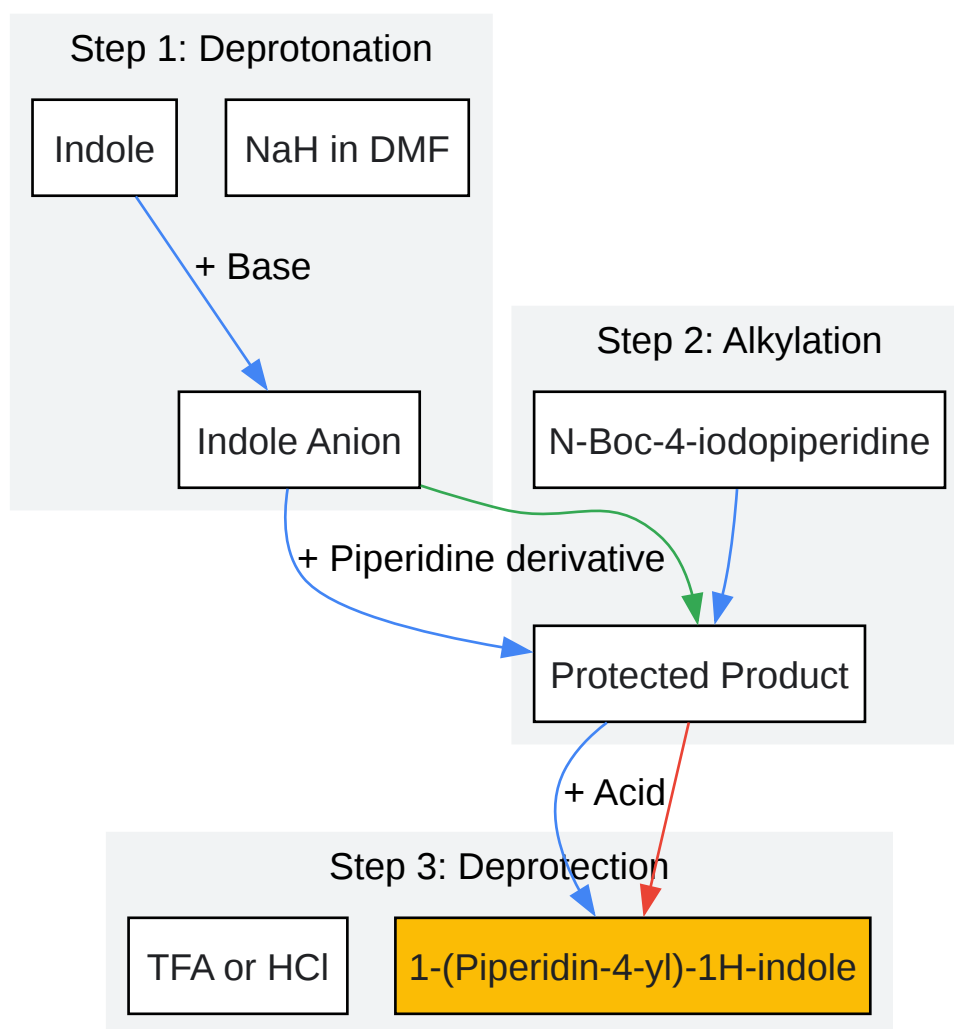 Step 1: Deprotonation
Indole
NaH in DMF
+ Base
Indole Anion
Step 2: Alkylation
N-Boc-4-iodopiperidine
+ Piperidine derivative
Protected Product
+ Acid
Step 3: Deprotection
TFA or HCl
1-(Piperidin-4-yl)-1H-indole